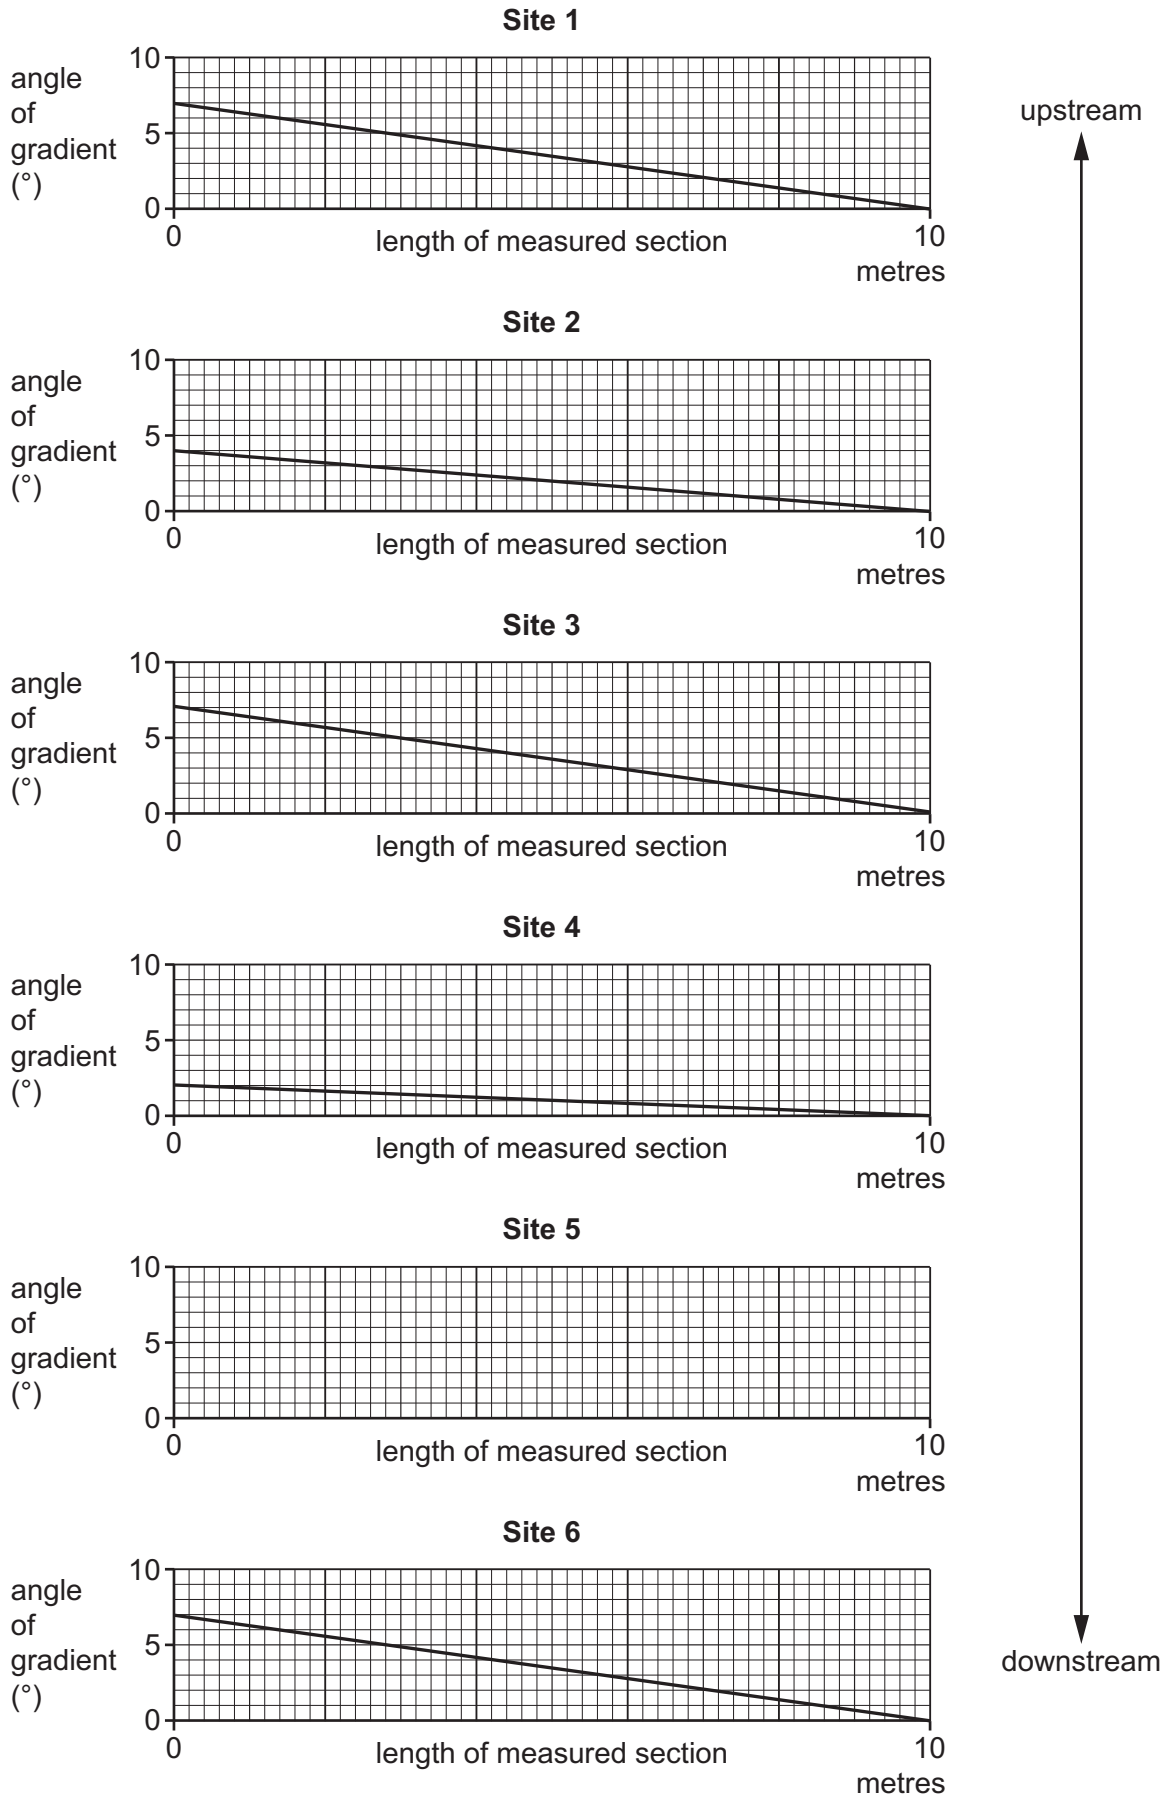 Site 1
10
angle
of
gradient
(°)
5
0
0
length of measured section
10
metres
upstream
Site 2
10
angle
of
gradient
(°)
5
0
0
length of measured section
10
metres
Site 3
10
angle
of
gradient
(°)
5
0
0
length of measured section
10
metres
Site 4
10
angle
of
gradient
(°)
5
0
0
length of measured section
10
metres
Site 5
10
angle
of
gradient
(°)
5
0
0
length of measured section
10
metres
Site 6
10
angle
of
gradient
(°)
5
0
0
length of measured section
10
metres
downstream